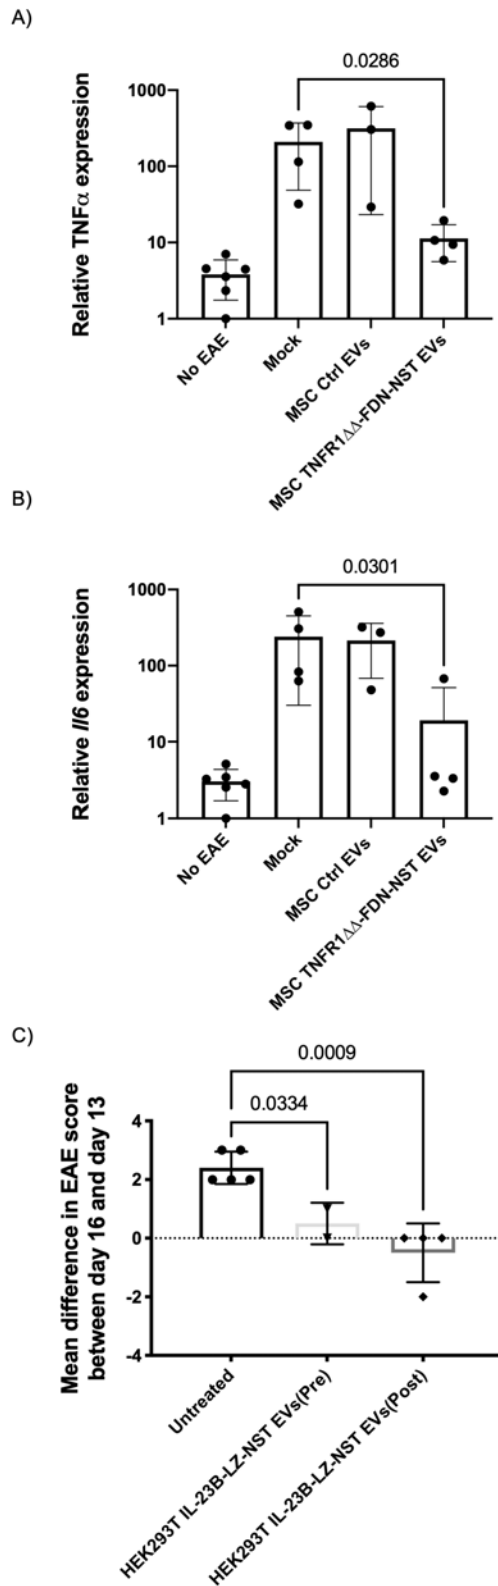 A)
0.0286
Relative TNFα expression
1000
100
10
1
No EAE
Mock
MSC Ctrl EVs
MSC TNFR1ΔΔ-FDN-NST EVs
B)
0.0301
Relative Il6 expression
1000
100
10
1
No EAE
Mock
MSC Ctrl EVs
MSC TNFR1ΔΔ-FDN-NST EVs
C)
0.0009
0.0334
Mean difference in EAE score
between day 16 and day 13
4
2
0
-2
-4
Untreated
HEK293T IL-23B-LZ-NST EVs(Pre)
HEK293T IL-23B-LZ-NST EVs(Post)